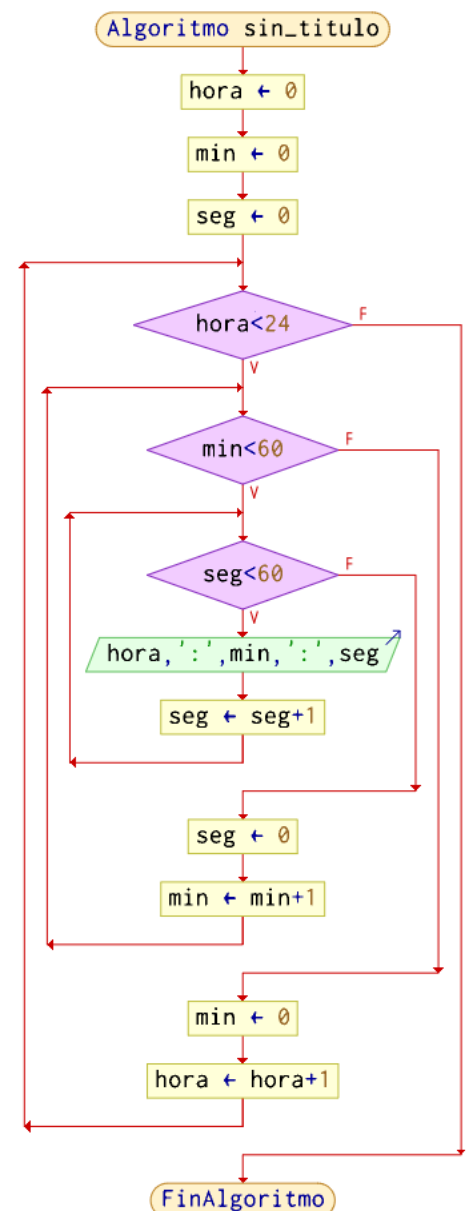 Algoritmo sin_titulo
hora ← 0
min ← 0
seg ← 0
hora<24
F
V
min<60
F
V
seg<60
F
V
hora,':',min,':',seg
seg ← seg+1
seg ← 0
min ← min+1
min ← 0
hora ← hora+1
FinAlgoritmo